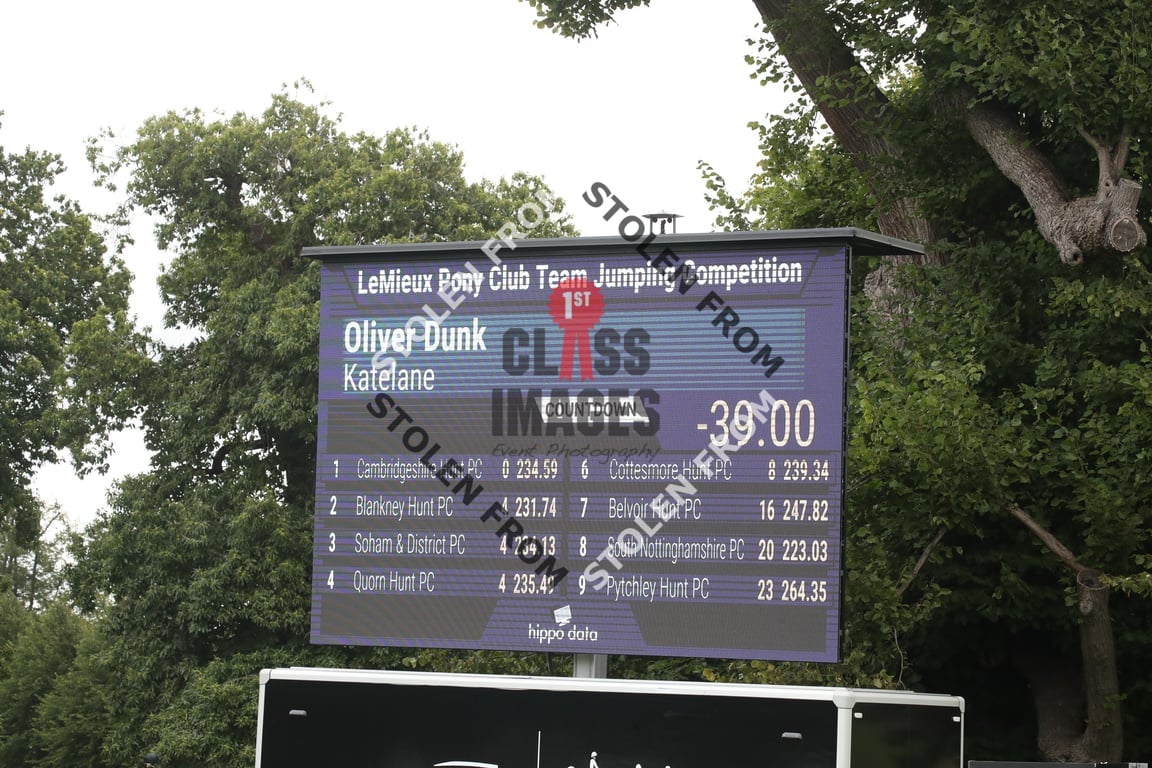 LeMieux Pony Club Team Jumping Competition
Oliver Dunk
Katefane
COUNTDOWN
-39.00
1 Cambridgeshire Hunt PC 0 234.59
2 Blankney Hunt PC 4 231.74
3 Soham & District PC 4 234.13
4 Quorn Hunt PC 4 235.49
6 Cottesmore Hunt PC 8 239.34
7 Belvoir Hunt PC 16 247.82
8 South Nottinghamshire PC 20 223.03
9 Pytchley Hunt PC 23 264.35
hippo data
1ST
CLASS
IMAGES
Event Photography
STOLEN FROM
STOLEN FROM
STOLEN FROM
STOLEN FROM